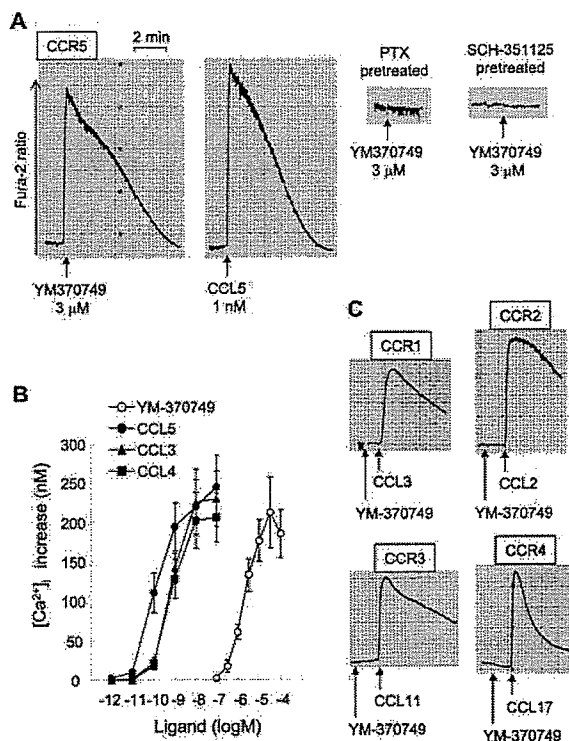 A
CCR5
2 min
Fura-2 ratio
YM370749
3 μM
CCL5
1 nM
PTX
pretreated
YM370749
3 μM
SCH-351125
pretreated
YM370749
3 μM
B
YM-370749
CCL5
CCL3
CCL4
[Ca2+]i increase (nM)
300
250
200
150
100
50
0
-12 -11 -10 -9 -8 -7 -6 -5 -4
Ligand (logM)
C
CCR1
CCL3
YM-370749
CCR2
CCL2
YM-370749
CCR3
CCL11
YM-370749
CCR4
CCL17
YM-370749